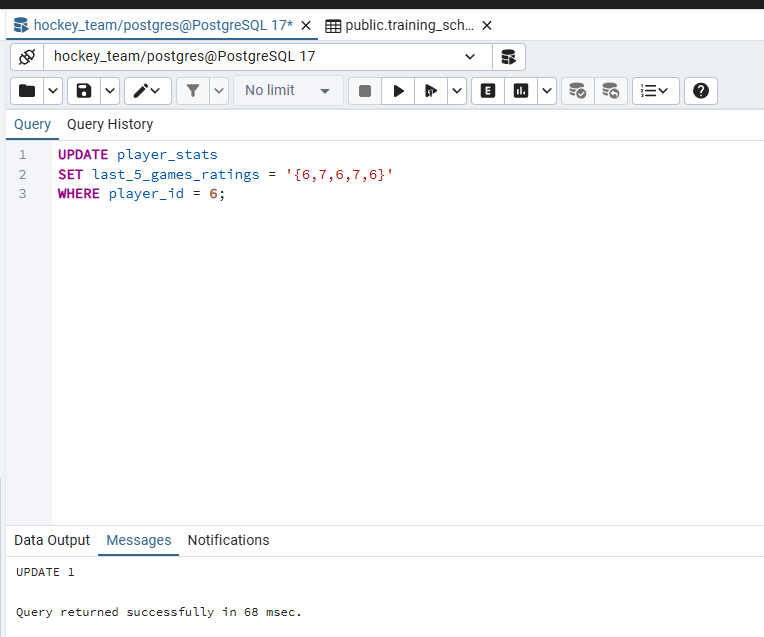 hockey_team/postgres@PostgreSQL 17* public.training_sch...
hockey_team/postgres@PostgreSQL 17
No limit
E
Query Query History
1 UPDATE player_stats
2 SET last_5_games_ratings = '{6,7,6,7,6}'
3 WHERE player_id = 6;
Data Output Messages Notifications
UPDATE 1
Query returned successfully in 68 msec.